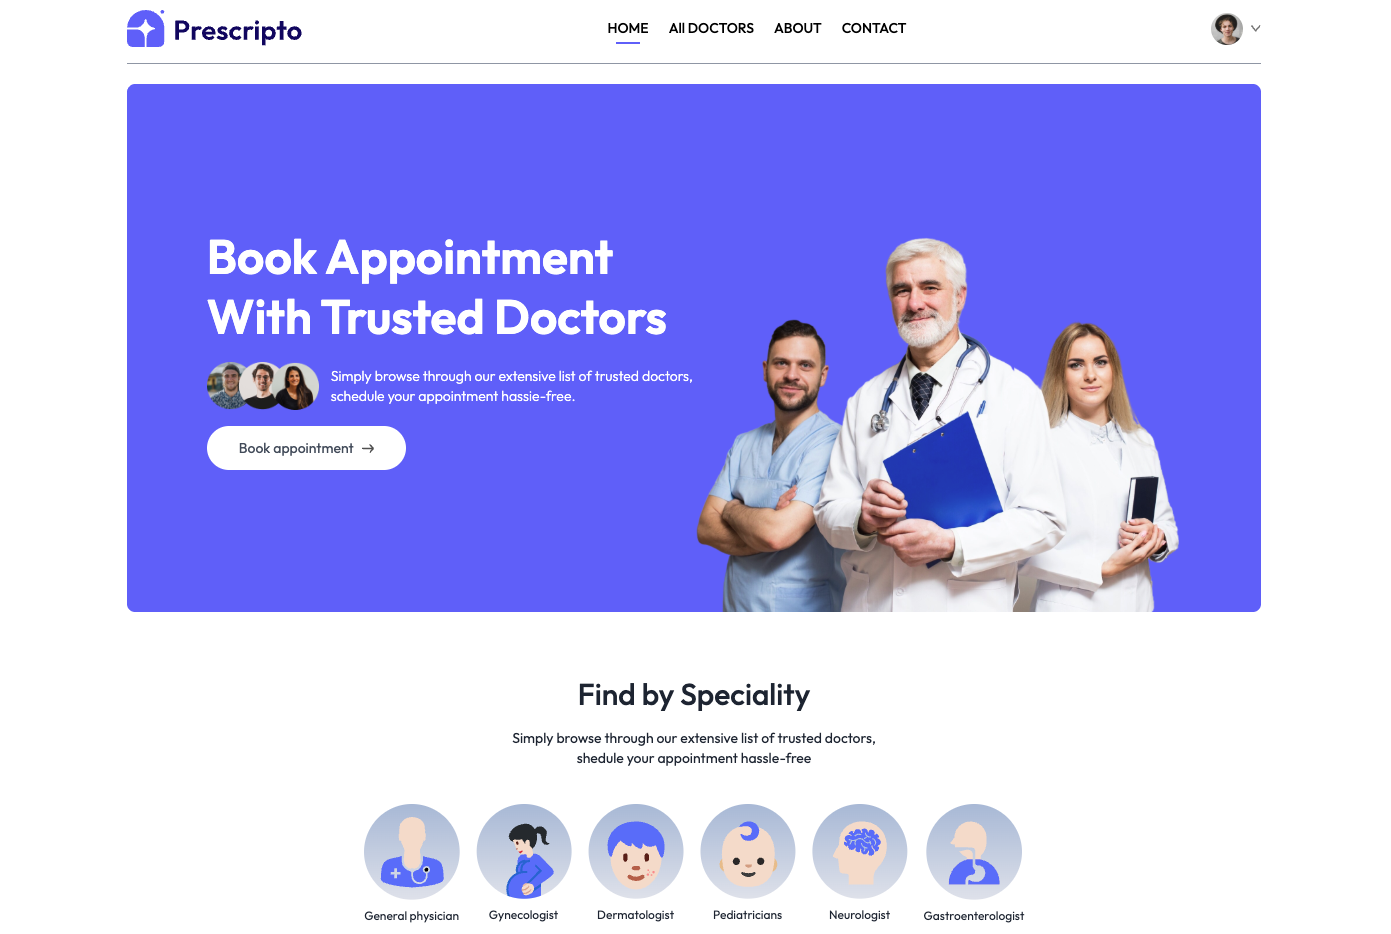 Prescripto
HOME
All DOCTORS
ABOUT
CONTACT
Book Appointment
With Trusted Doctors
Simply browse through our extensive list of trusted doctors,
schedule your appointment hassie-free.
Book appointment →
Find by Speciality
Simply browse through our extensive list of trusted doctors,
shedule your appointment hassle-free
General physician
Gynecologist
Dermatologist
Pediatricians
Neurologist
Gastroenterologist